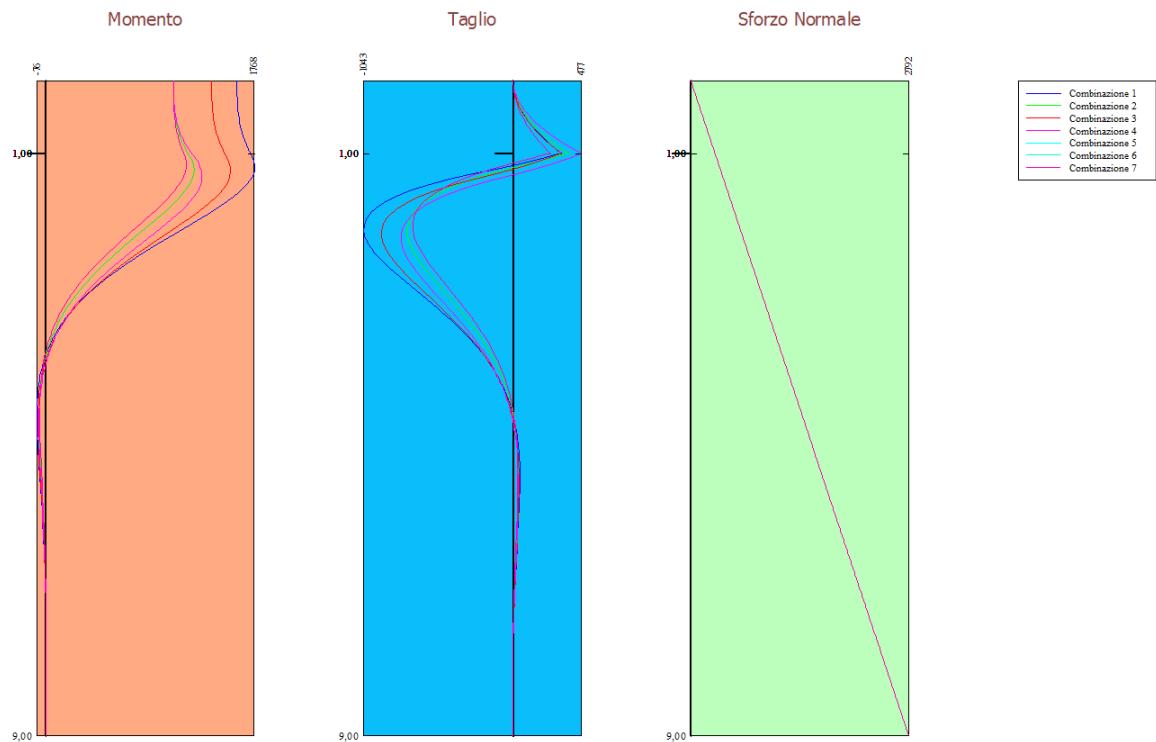 Momento
Taglio
Sforzo Normale
-76
1768
-1043
477
2792
1,00
1,00
1,00
Combinazione 1
Combinazione 2
Combinazione 3
Combinazione 4
Combinazione 5
Combinazione 6
Combinazione 7
9,00
9,00
9,00